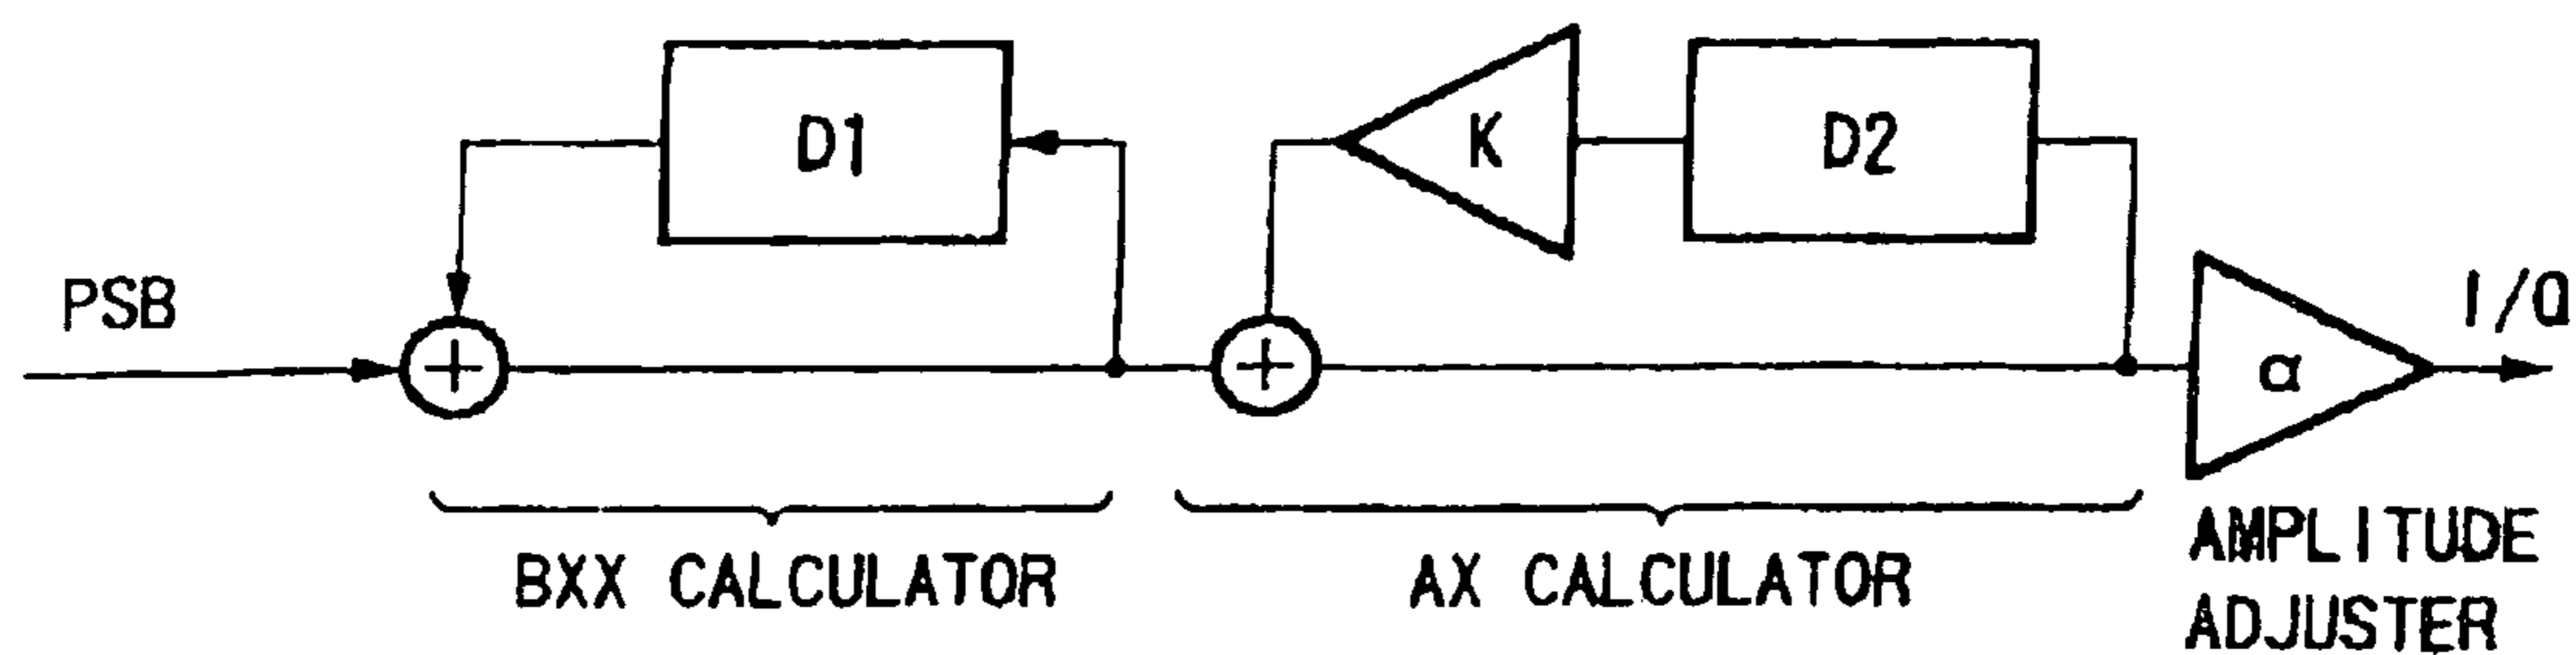 D1
K
D2
PSB
+
+
α
I/Q
BXX CALCULATOR
AX CALCULATOR
AMPLITUDE
ADJUSTER